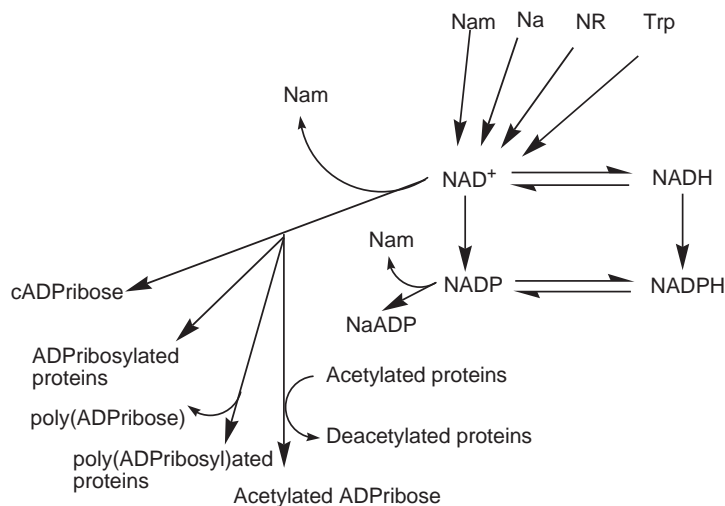 Nam Na NR Trp
Nam
NAD+ NADH
Nam
cADPribose
NADP NADPH
NaADP
ADPribosylated
proteins
Acetylated proteins
poly(ADPribose)
Deacetylated proteins
poly(ADPribosyl)ated
proteins
Acetylated ADPribose